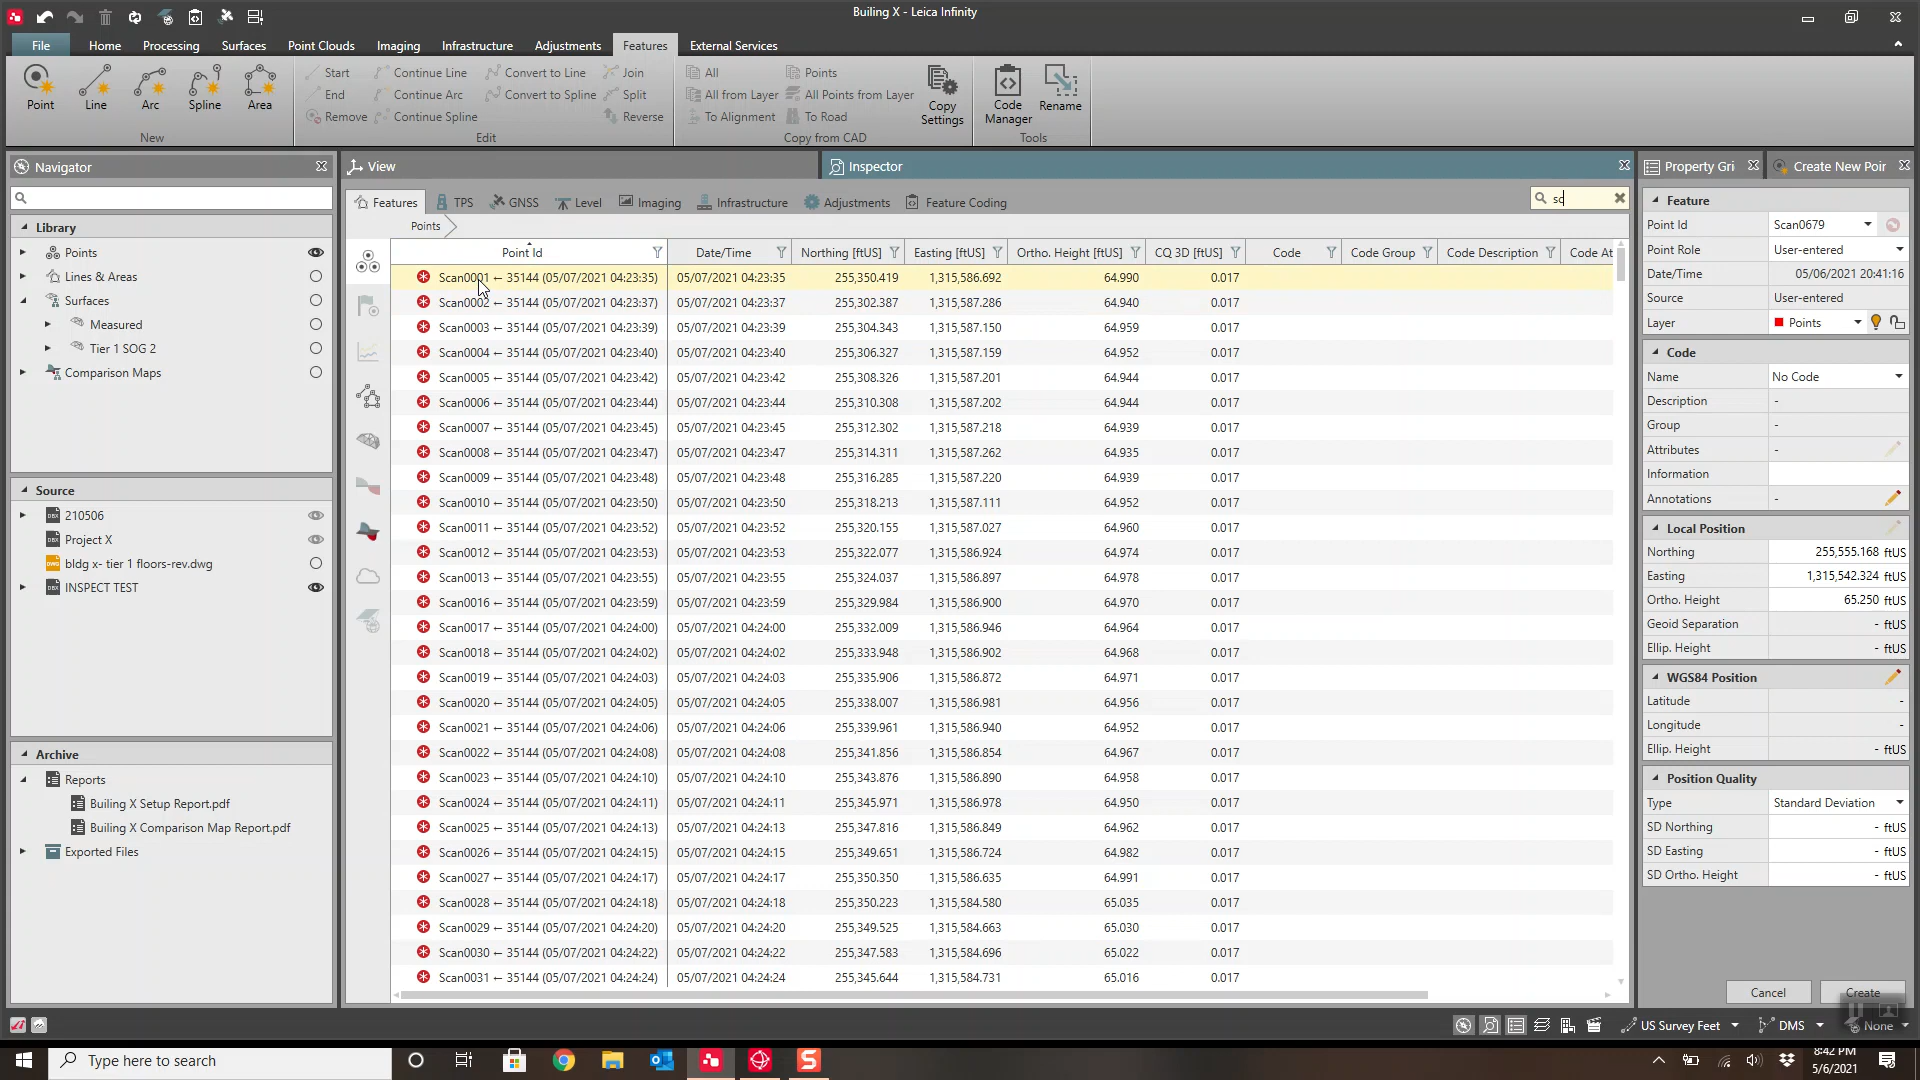 Builing X - Leica Infinity
File Home Processing Surfaces Point Clouds Imaging Infrastructure Adjustments Features External Services
Point Line Arc Spline Area
New
Start Continue Line Convert to Line Join
End Continue Arc Convert to Spline Split
Remove Continue Spline Reverse
Edit
All Points
All from Layer All Points from Layer
To Alignment To Road
Copy from CAD
Copy Settings
Code Manager Rename
Tools
Navigator
Library
Points
Lines & Areas
Surfaces
Measured
Tier 1 SOG 2
Comparison Maps
Source
210506
Project X
bldg x- tier 1 floors-rev.dwg
INSPECT TEST
Archive
Reports
Builing X Setup Report.pdf
Builing X Comparison Map Report.pdf
Exported Files
View Inspector
Features TPS GNSS Level Imaging Infrastructure Adjustments Feature Coding sc
Points
Point Id Date/Time Northing [ftUS] Easting [ftUS] Ortho. Height [ftUS] CQ 3D [ftUS] Code Code Group Code Description Code At
Scan0001 ← 35144 (05/07/2021 04:23:35) 05/07/2021 04:23:35 255,350.419 1,315,586.692 64.990 0.017
Scan0002 ← 35144 (05/07/2021 04:23:37) 05/07/2021 04:23:37 255,302.387 1,315,587.286 64.940 0.017
Scan0003 ← 35144 (05/07/2021 04:23:39) 05/07/2021 04:23:39 255,304.343 1,315,587.150 64.959 0.017
Scan0004 ← 35144 (05/07/2021 04:23:40) 05/07/2021 04:23:40 255,306.327 1,315,587.159 64.952 0.017
Scan0005 ← 35144 (05/07/2021 04:23:42) 05/07/2021 04:23:42 255,308.326 1,315,587.201 64.944 0.017
Scan0006 ← 35144 (05/07/2021 04:23:44) 05/07/2021 04:23:44 255,310.308 1,315,587.202 64.944 0.017
Scan0007 ← 35144 (05/07/2021 04:23:45) 05/07/2021 04:23:45 255,312.302 1,315,587.218 64.939 0.017
Scan0008 ← 35144 (05/07/2021 04:23:47) 05/07/2021 04:23:47 255,314.311 1,315,587.262 64.935 0.017
Scan0009 ← 35144 (05/07/2021 04:23:48) 05/07/2021 04:23:48 255,316.285 1,315,587.220 64.939 0.017
Scan0010 ← 35144 (05/07/2021 04:23:50) 05/07/2021 04:23:50 255,318.213 1,315,587.111 64.952 0.017
Scan0011 ← 35144 (05/07/2021 04:23:52) 05/07/2021 04:23:52 255,320.155 1,315,587.027 64.960 0.017
Scan0012 ← 35144 (05/07/2021 04:23:53) 05/07/2021 04:23:53 255,322.077 1,315,586.924 64.974 0.017
Scan0013 ← 35144 (05/07/2021 04:23:55) 05/07/2021 04:23:55 255,324.037 1,315,586.897 64.978 0.017
Scan0016 ← 35144 (05/07/2021 04:23:59) 05/07/2021 04:23:59 255,329.984 1,315,586.900 64.970 0.017
Scan0017 ← 35144 (05/07/2021 04:24:00) 05/07/2021 04:24:00 255,332.009 1,315,586.946 64.964 0.017
Scan0018 ← 35144 (05/07/2021 04:24:02) 05/07/2021 04:24:02 255,333.948 1,315,586.902 64.968 0.017
Scan0019 ← 35144 (05/07/2021 04:24:03) 05/07/2021 04:24:03 255,335.906 1,315,586.872 64.971 0.017
Scan0020 ← 35144 (05/07/2021 04:24:05) 05/07/2021 04:24:05 255,338.007 1,315,586.981 64.956 0.017
Scan0021 ← 35144 (05/07/2021 04:24:06) 05/07/2021 04:24:06 255,339.961 1,315,586.940 64.952 0.017
Scan0022 ← 35144 (05/07/2021 04:24:08) 05/07/2021 04:24:08 255,341.856 1,315,586.854 64.967 0.017
Scan0023 ← 35144 (05/07/2021 04:24:10) 05/07/2021 04:24:10 255,343.876 1,315,586.890 64.958 0.017
Scan0024 ← 35144 (05/07/2021 04:24:11) 05/07/2021 04:24:11 255,345.971 1,315,586.978 64.950 0.017
Scan0025 ← 35144 (05/07/2021 04:24:13) 05/07/2021 04:24:13 255,347.816 1,315,586.849 64.962 0.017
Scan0026 ← 35144 (05/07/2021 04:24:15) 05/07/2021 04:24:15 255,349.651 1,315,586.724 64.982 0.017
Scan0027 ← 35144 (05/07/2021 04:24:17) 05/07/2021 04:24:17 255,350.350 1,315,586.635 64.991 0.017
Scan0028 ← 35144 (05/07/2021 04:24:18) 05/07/2021 04:24:18 255,350.223 1,315,584.580 65.035 0.017
Scan0029 ← 35144 (05/07/2021 04:24:20) 05/07/2021 04:24:20 255,349.525 1,315,584.663 65.030 0.017
Scan0030 ← 35144 (05/07/2021 04:24:22) 05/07/2021 04:24:22 255,347.583 1,315,584.696 65.022 0.017
Scan0031 ← 35144 (05/07/2021 04:24:24) 05/07/2021 04:24:24 255,345.644 1,315,584.731 65.016 0.017
Property Gri Create New Poir
Feature
Point Id Scan0679
Point Role User-entered
Date/Time 05/06/2021 20:41:16
Source User-entered
Layer Points
Code
Name No Code
Description -
Group -
Attributes -
Information
Annotations -
Local Position
Northing 255,555.168 ftUS
Easting 1,315,542.324 ftUS
Ortho. Height 65.250 ftUS
Geoid Separation - ftUS
Ellip. Height - ftUS
WGS84 Position
Latitude -
Longitude -
Ellip. Height - ftUS
Position Quality
Type Standard Deviation
SD Northing - ftUS
SD Easting - ftUS
SD Ortho. Height - ftUS
Cancel Create
US Survey Feet DMS None
Type here to search
8:42 PM
5/6/2021